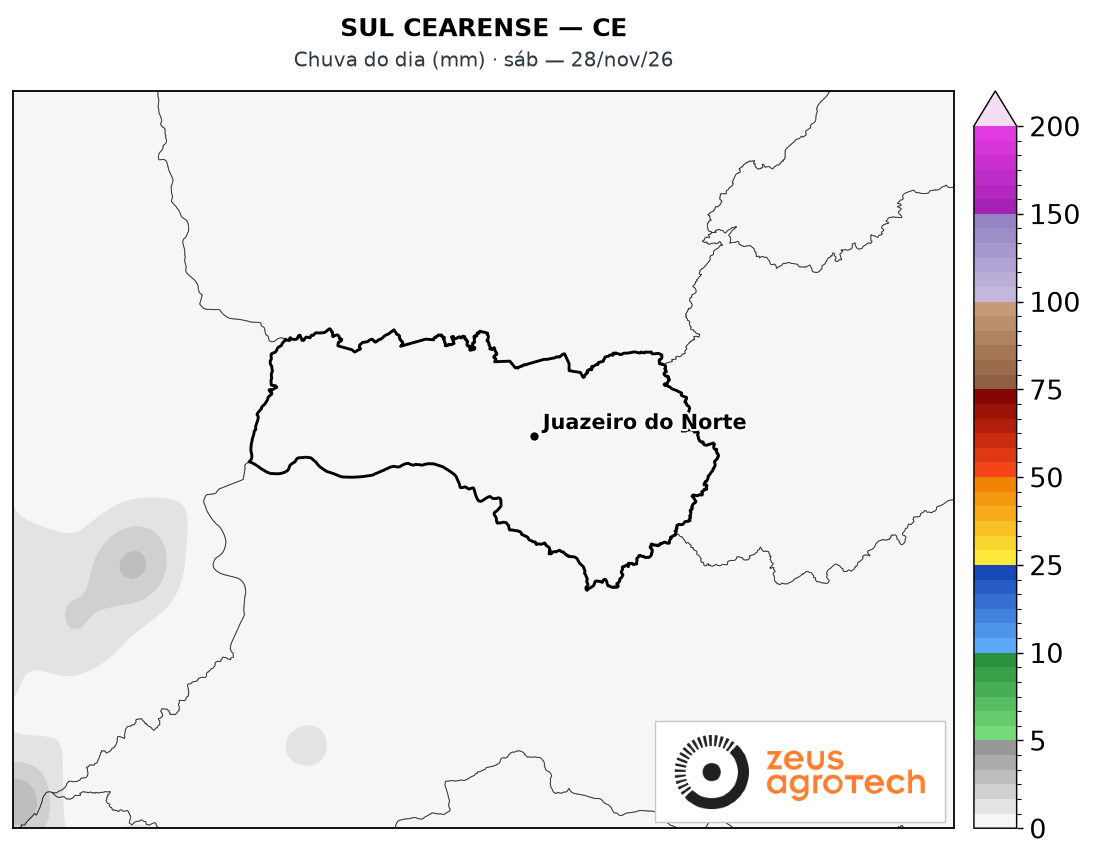 SUL CEARENSE — CE
Chuva do dia (mm) · sáb — 28/nov/26
Juazeiro do Norte
200
150
100
75
50
25
10
5
0
zeus
agrotech